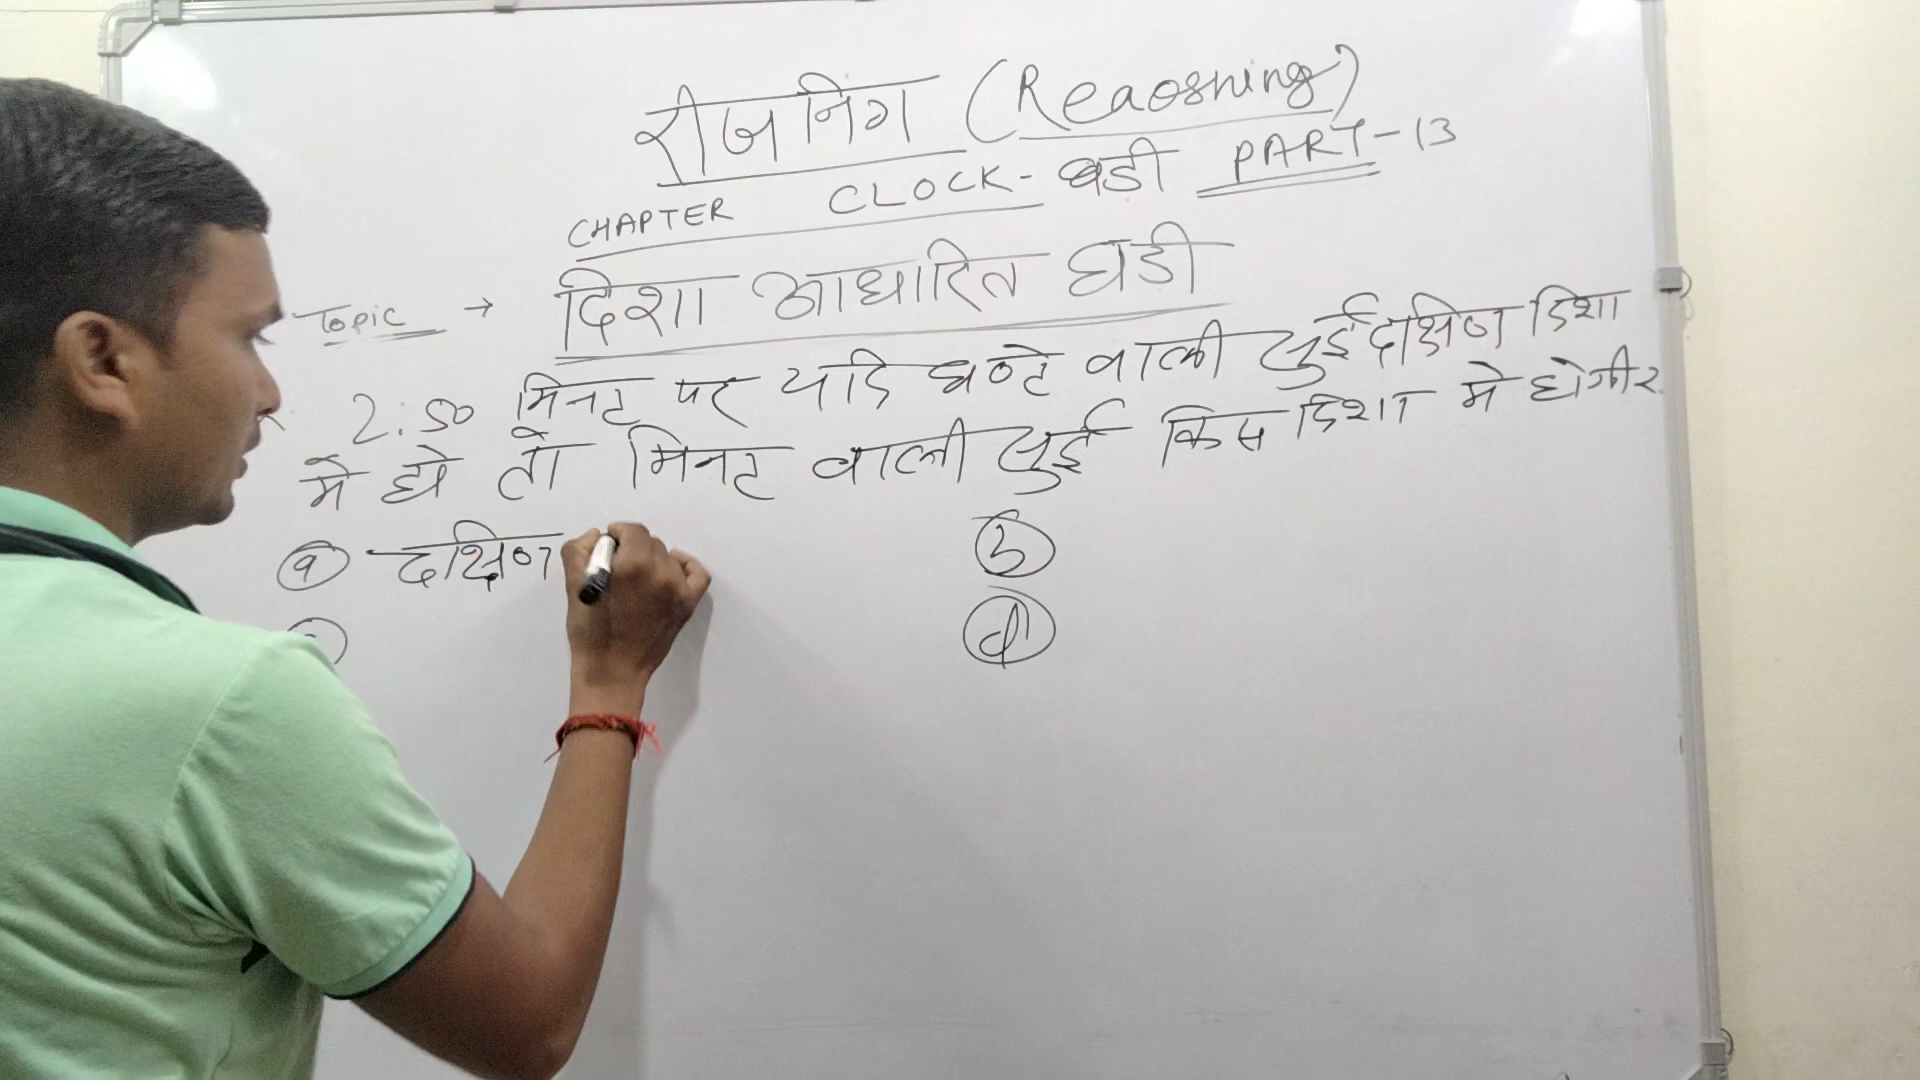 रीजनिग (Reaosning)
CHAPTER CLOCK - घडी PART-13
Topic → दिशा आधारित घडी
2:50 मिनट पर यदि घण्टे वाली सुई दक्षिण दिशा
मे हो तो मिनट वाली सुई किस दिशा मे होगी
(a) दक्षिण (b)
(d)